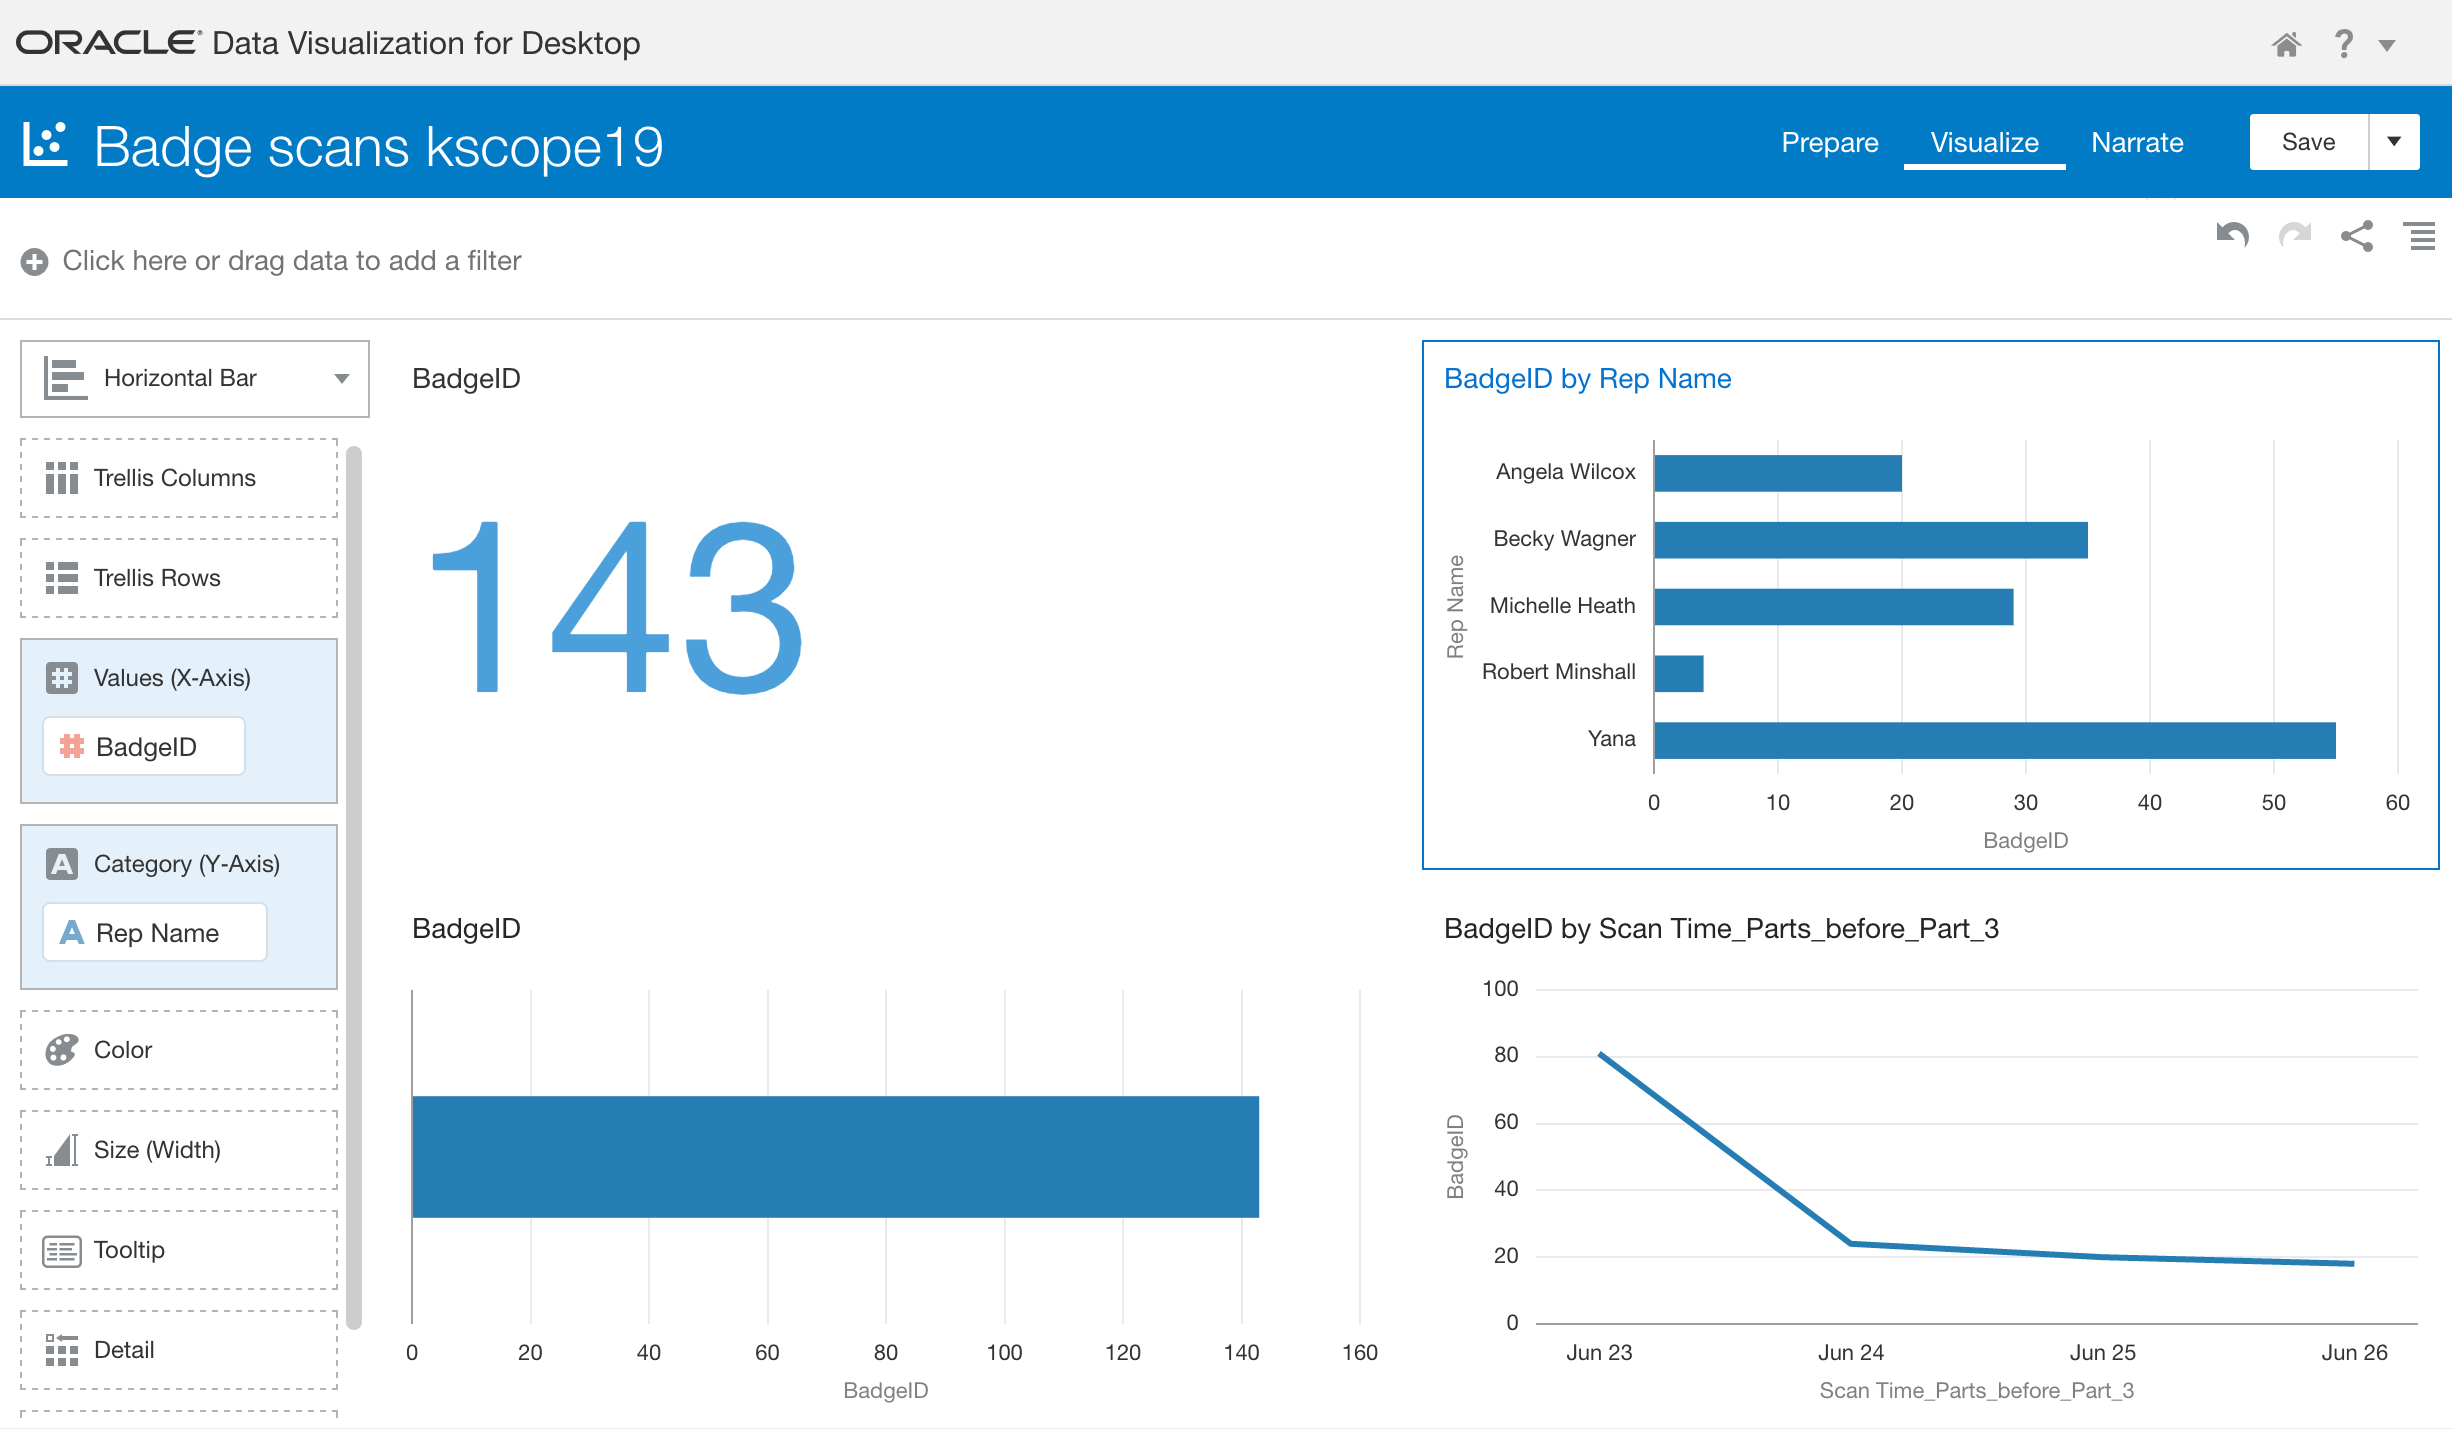 ORACLE® Data Visualization for Desktop
?
Badge scans kscope19
Prepare Visualize Narrate Save
Click here or drag data to add a filter
Horizontal Bar
Trellis Columns
Trellis Rows
# Values (X-Axis)
# BadgeID
A Category (Y-Axis)
A Rep Name
Color
Size (Width)
Tooltip
Detail
BadgeID
143
BadgeID by Rep Name
Rep Name
Angela Wilcox
Becky Wagner
Michelle Heath
Robert Minshall
Yana
0 10 20 30 40 50 60
BadgeID
BadgeID
0 20 40 60 80 100 120 140 160
BadgeID
BadgeID by Scan Time_Parts_before_Part_3
BadgeID
100
80
60
40
20
0
Jun 23 Jun 24 Jun 25 Jun 26
Scan Time_Parts_before_Part_3